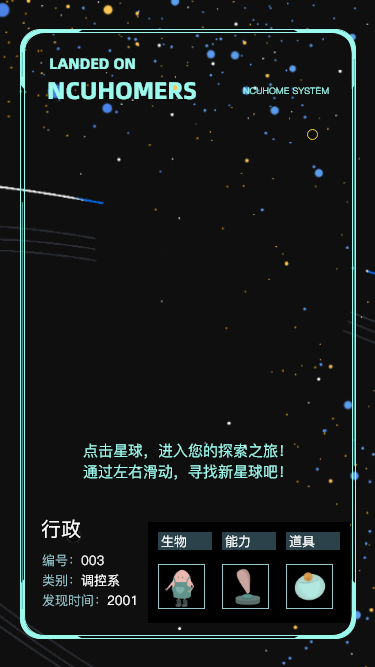 LANDED ON
NCUHOMERS
NCUHOME SYSTEM
点击星球，进入您的探索之旅！
通过左右滑动，寻找新星球吧！
行政
编号：003
类别：调控系
发现时间：2001
生物 能力 道具